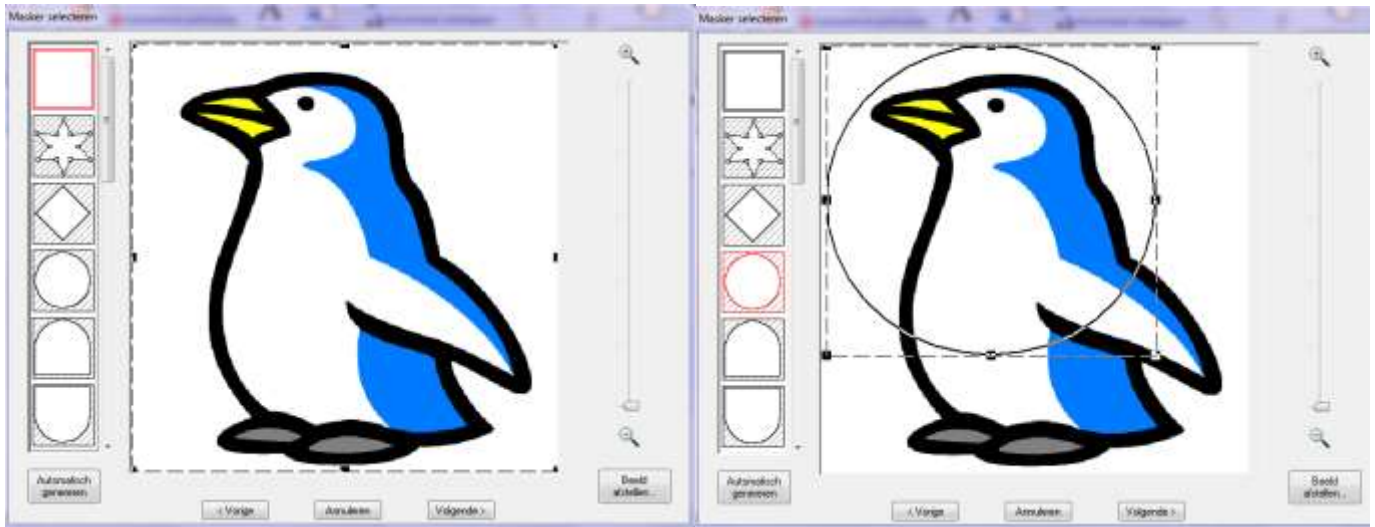 Masker selecteren
Automatisch
genereren
Beeld
afstellen...
< Vorige
Annuleren
Volgende >
Masker selecteren
Automatisch
genereren
Beeld
afstellen...
< Vorige
Annuleren
Volgende >